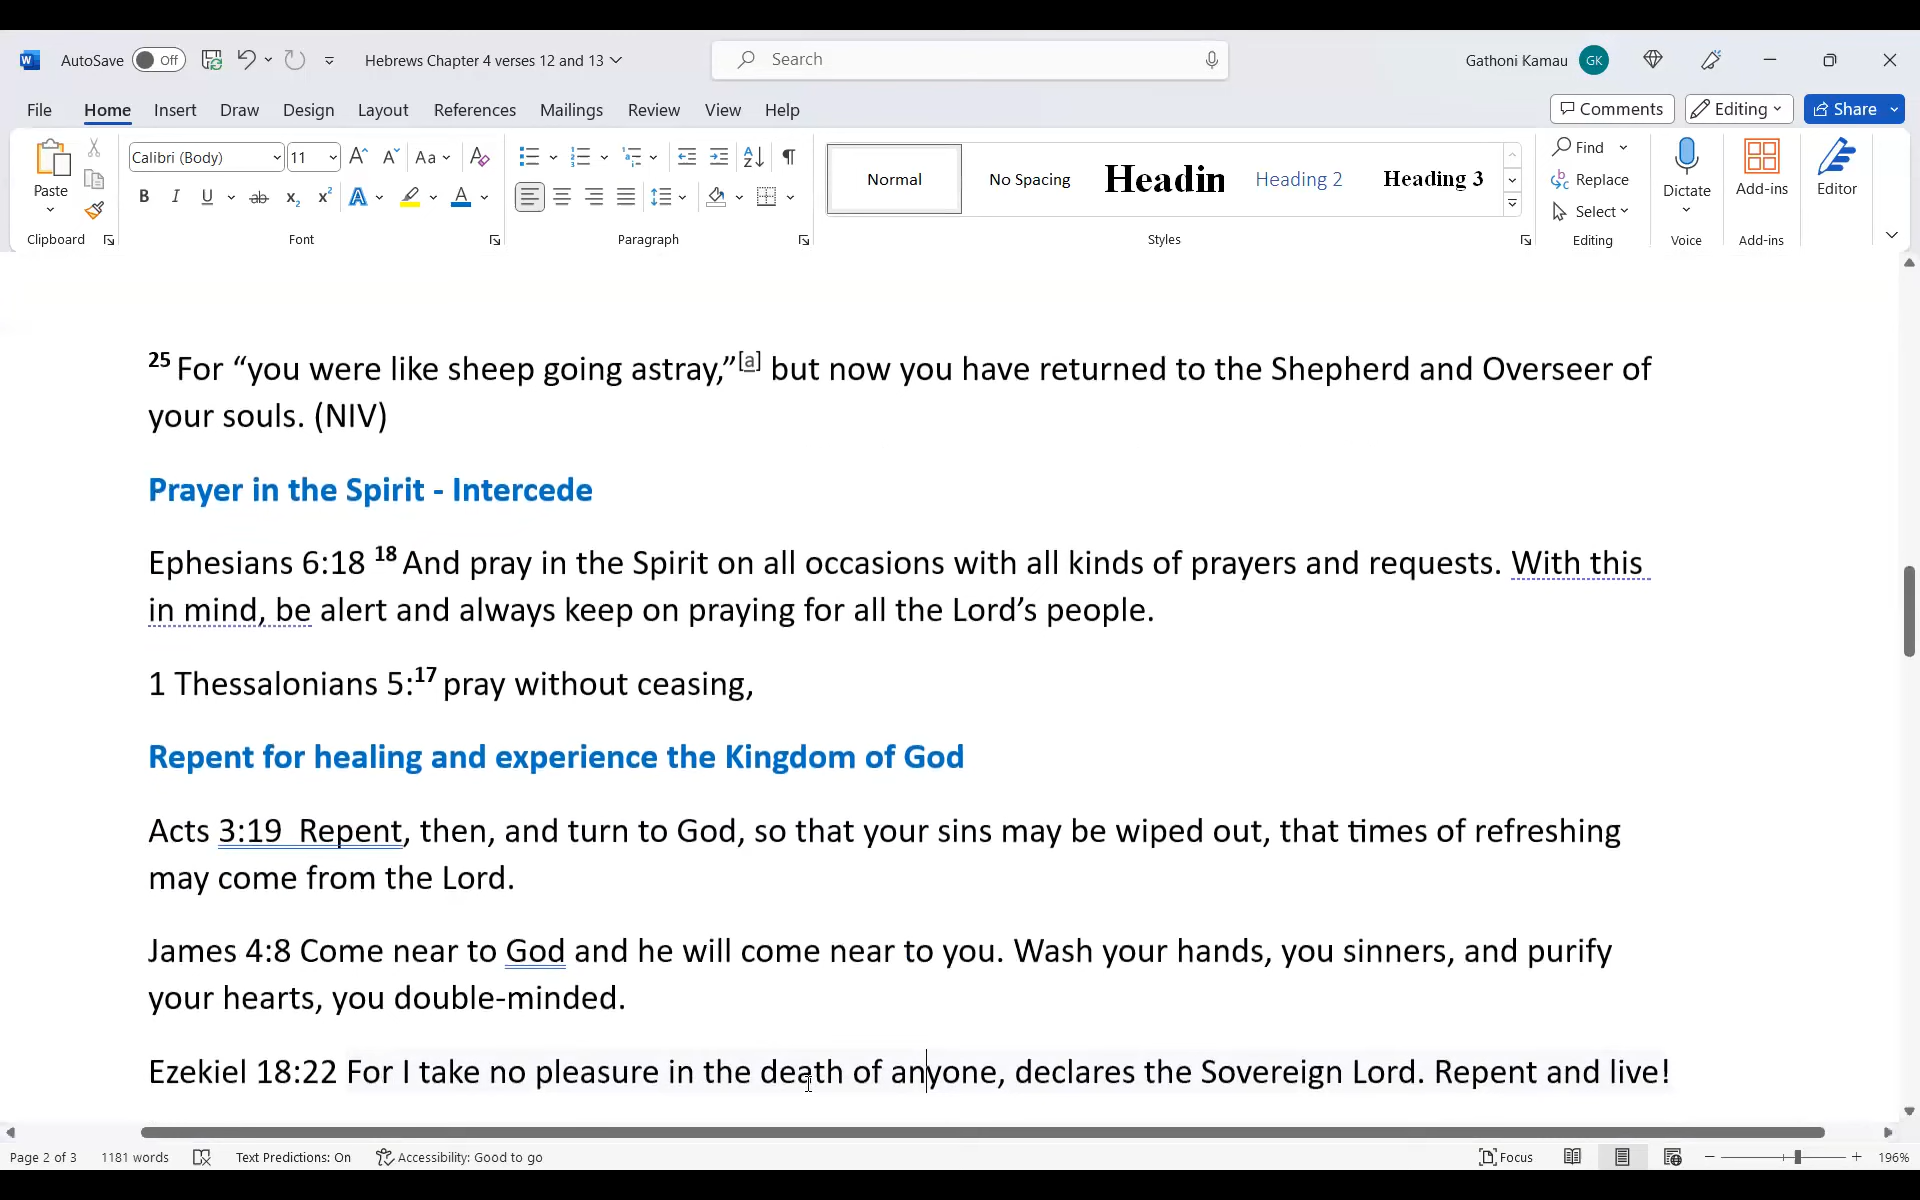 AutoSave Off Hebrews Chapter 4 verses 12 and 13 Search Gathoni Kamau GK
File Home Insert Draw Design Layout References Mailings Review View Help Comments Editing Share
Paste Calibri (Body) 11 Aa Normal No Spacing Headin Heading 2 Heading 3 Find Replace Select Dictate Add-ins Editor
Clipboard Font Paragraph Styles Editing Voice Add-ins
25 For “you were like sheep going astray,”[a] but now you have returned to the Shepherd and Overseer of
your souls. (NIV)
Prayer in the Spirit - Intercede
Ephesians 6:18 18 And pray in the Spirit on all occasions with all kinds of prayers and requests. With this
in mind, be alert and always keep on praying for all the Lord’s people.
1 Thessalonians 5:17 pray without ceasing,
Repent for healing and experience the Kingdom of God
Acts 3:19  Repent, then, and turn to God, so that your sins may be wiped out, that times of refreshing
may come from the Lord.
James 4:8 Come near to God and he will come near to you. Wash your hands, you sinners, and purify
your hearts, you double-minded.
Ezekiel 18:22 For I take no pleasure in the death of anyone, declares the Sovereign Lord. Repent and live!
Page 2 of 3 1181 words Text Predictions: On Accessibility: Good to go Focus 196%